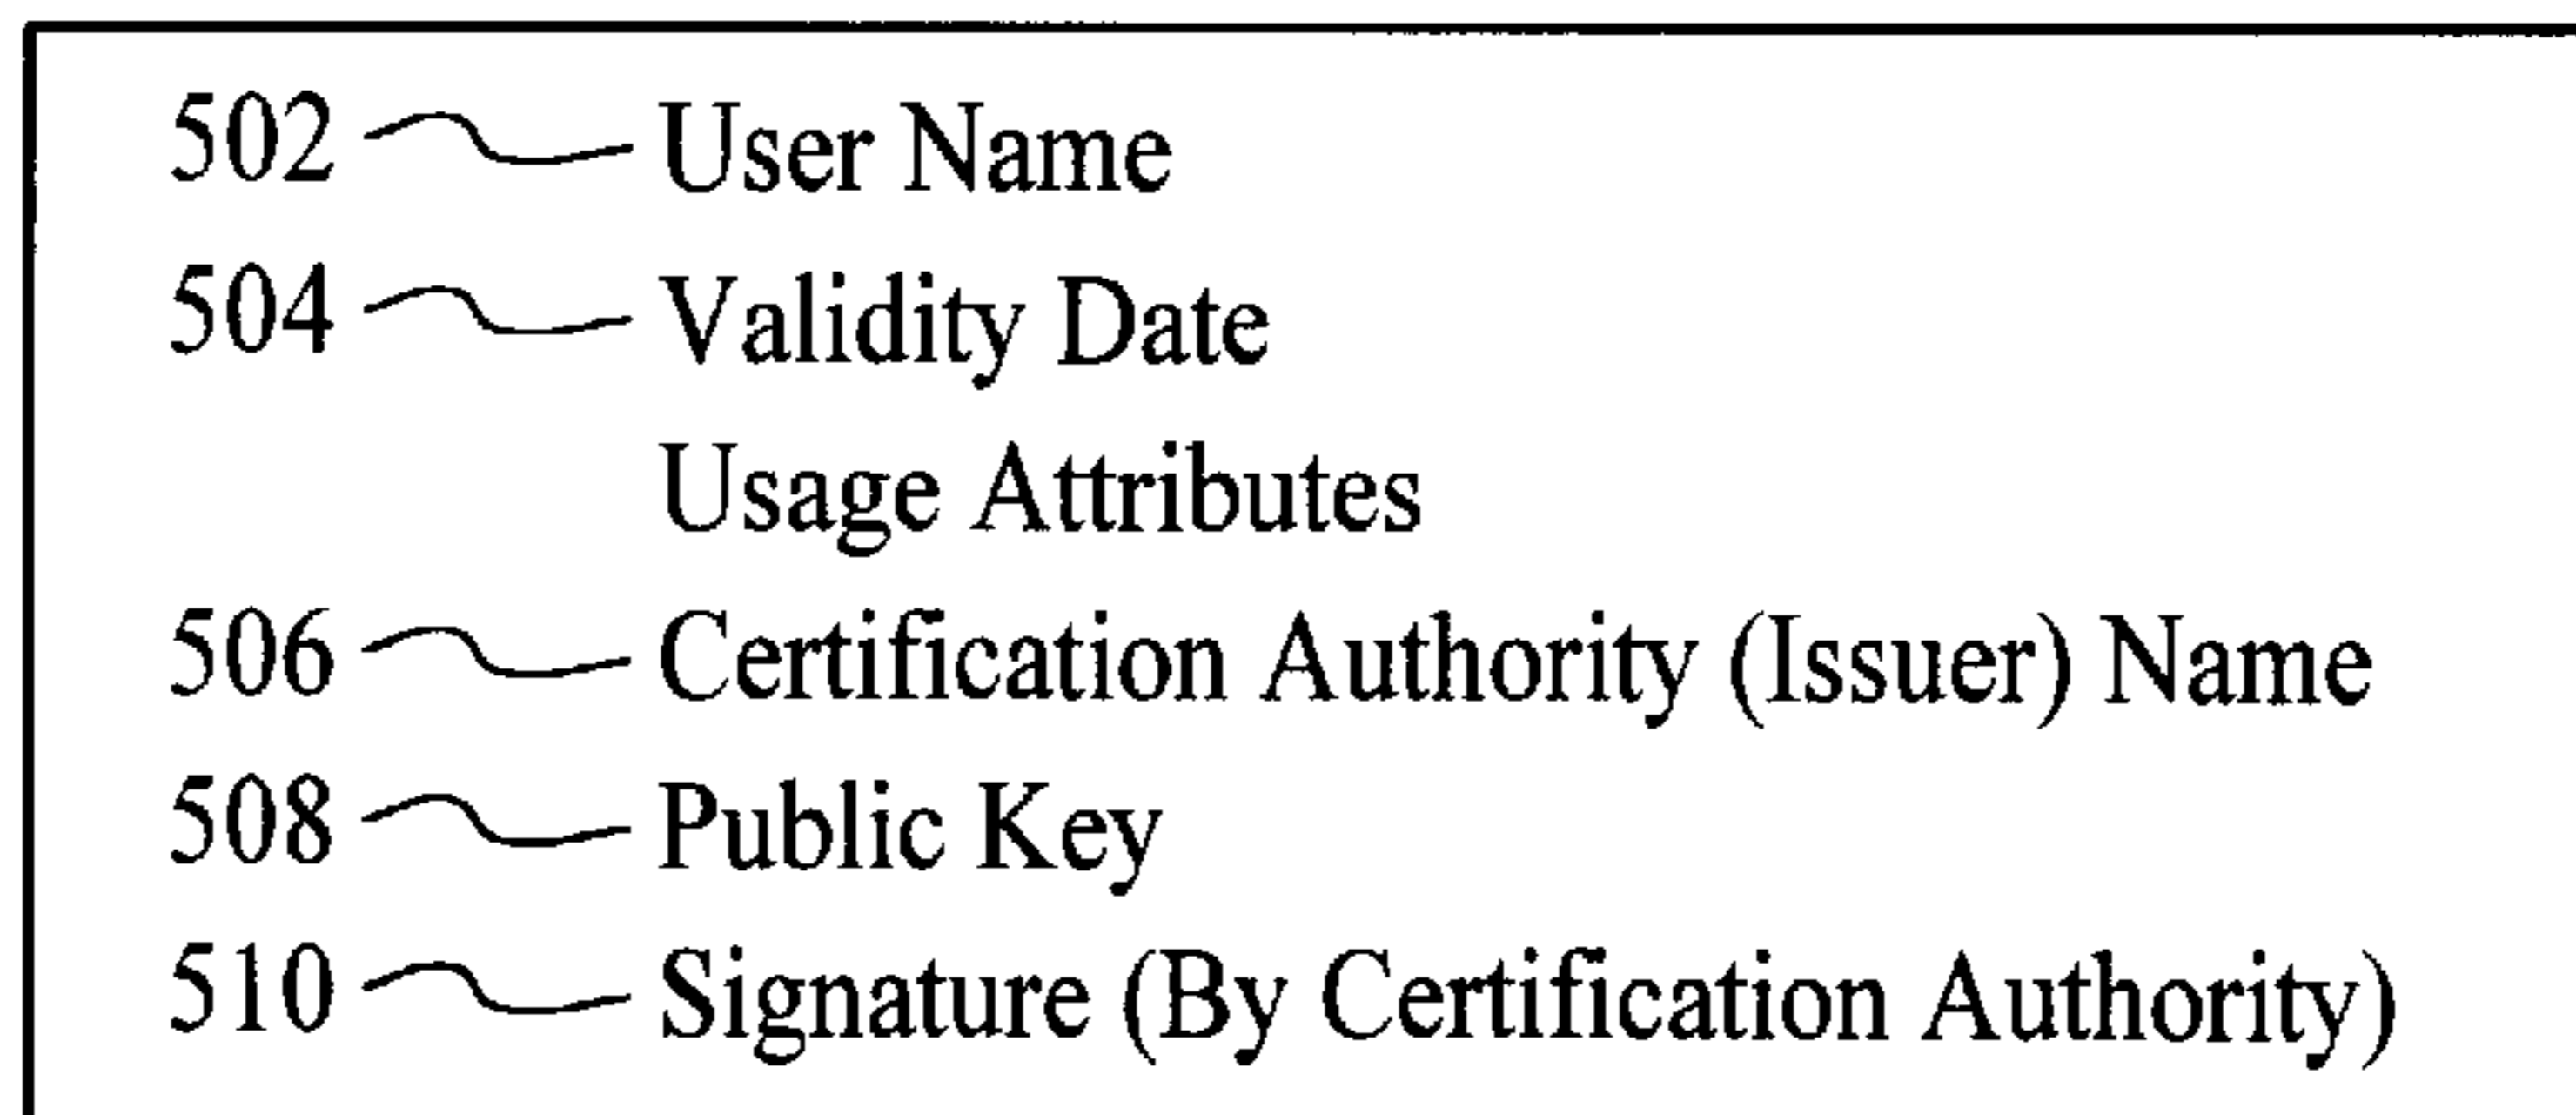 502 User Name
504 Validity Date
Usage Attributes
506 Certification Authority (Issuer) Name
508 Public Key
510 Signature (By Certification Authority)